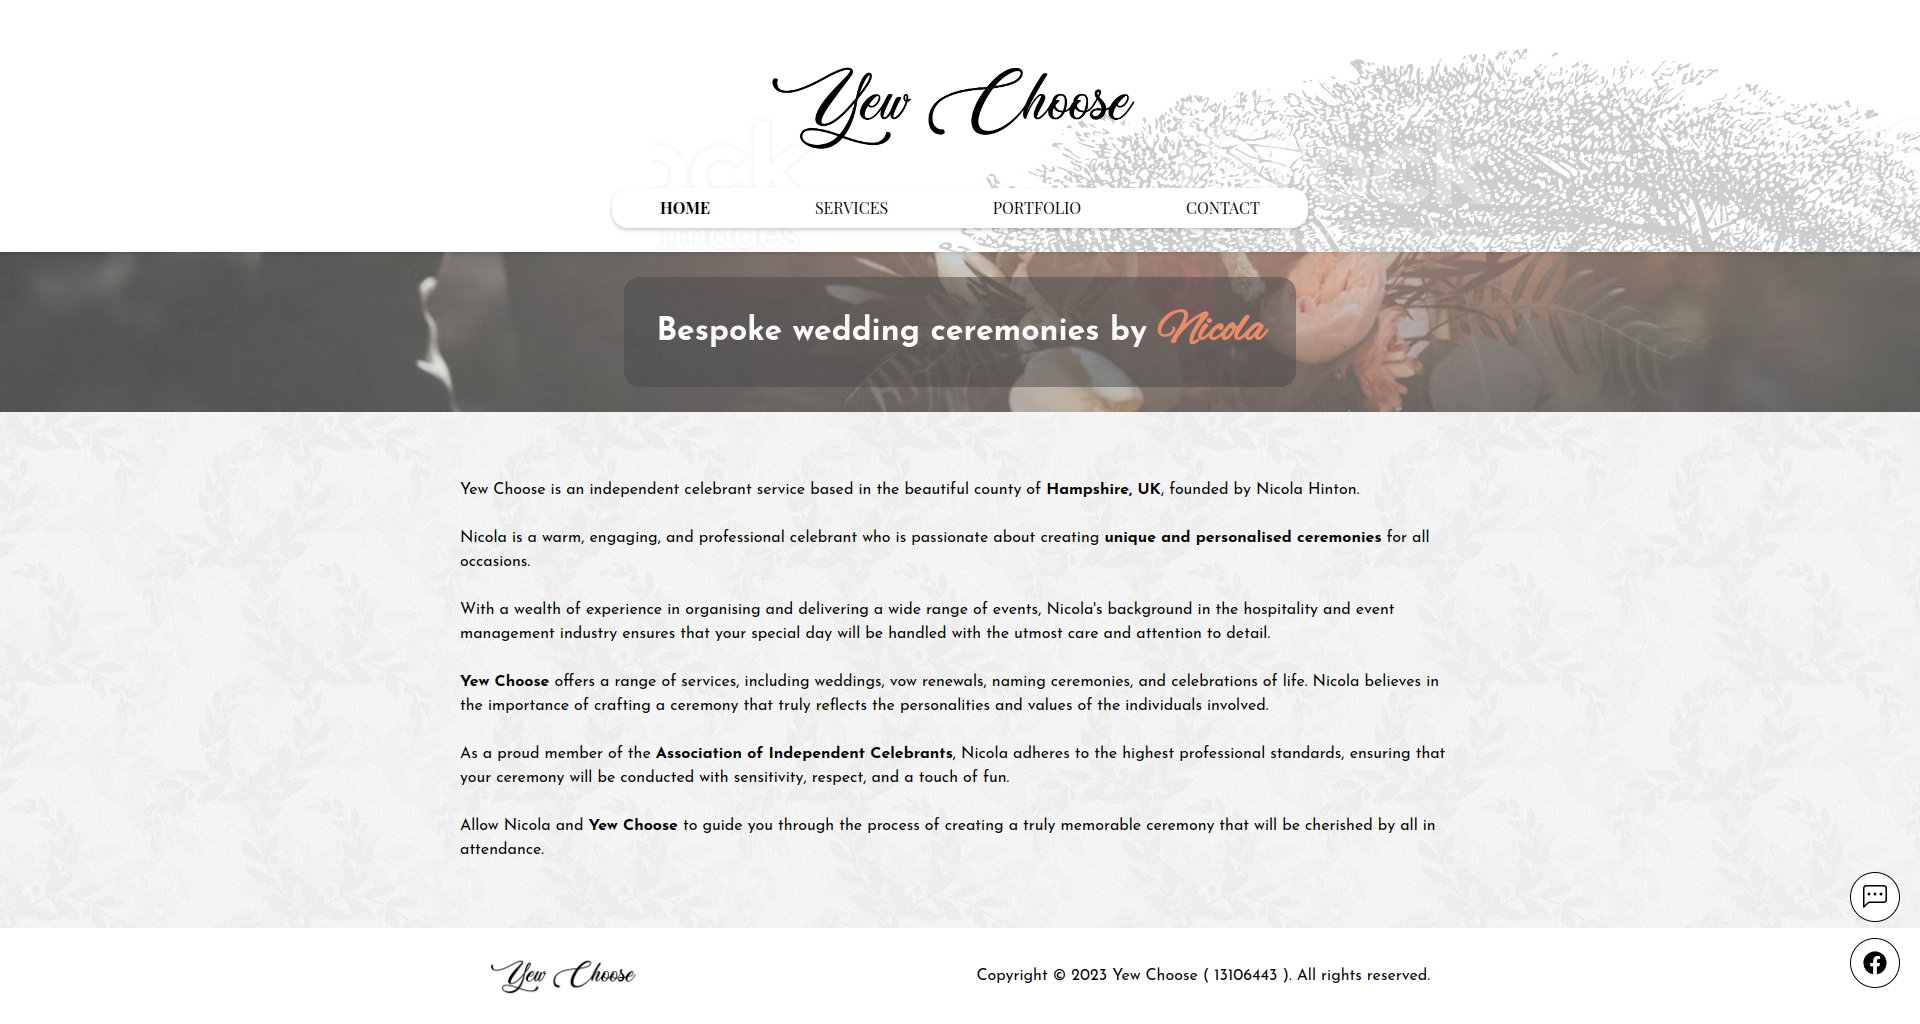 Yew Choose
ock
images
HOME SERVICES PORTFOLIO CONTACT
Bespoke wedding ceremonies by Nicola
Yew Choose is an independent celebrant service based in the beautiful county of Hampshire, UK, founded by Nicola Hinton.
Nicola is a warm, engaging, and professional celebrant who is passionate about creating unique and personalised ceremonies for all
occasions.
With a wealth of experience in organising and delivering a wide range of events, Nicola's background in the hospitality and event
management industry ensures that your special day will be handled with the utmost care and attention to detail.
Yew Choose offers a range of services, including weddings, vow renewals, naming ceremonies, and celebrations of life. Nicola believes in
the importance of crafting a ceremony that truly reflects the personalities and values of the individuals involved.
As a proud member of the Association of Independent Celebrants, Nicola adheres to the highest professional standards, ensuring that
your ceremony will be conducted with sensitivity, respect, and a touch of fun.
Allow Nicola and Yew Choose to guide you through the process of creating a truly memorable ceremony that will be cherished by all in
attendance.
Yew Choose
Copyright © 2023 Yew Choose ( 13106443 ). All rights reserved.